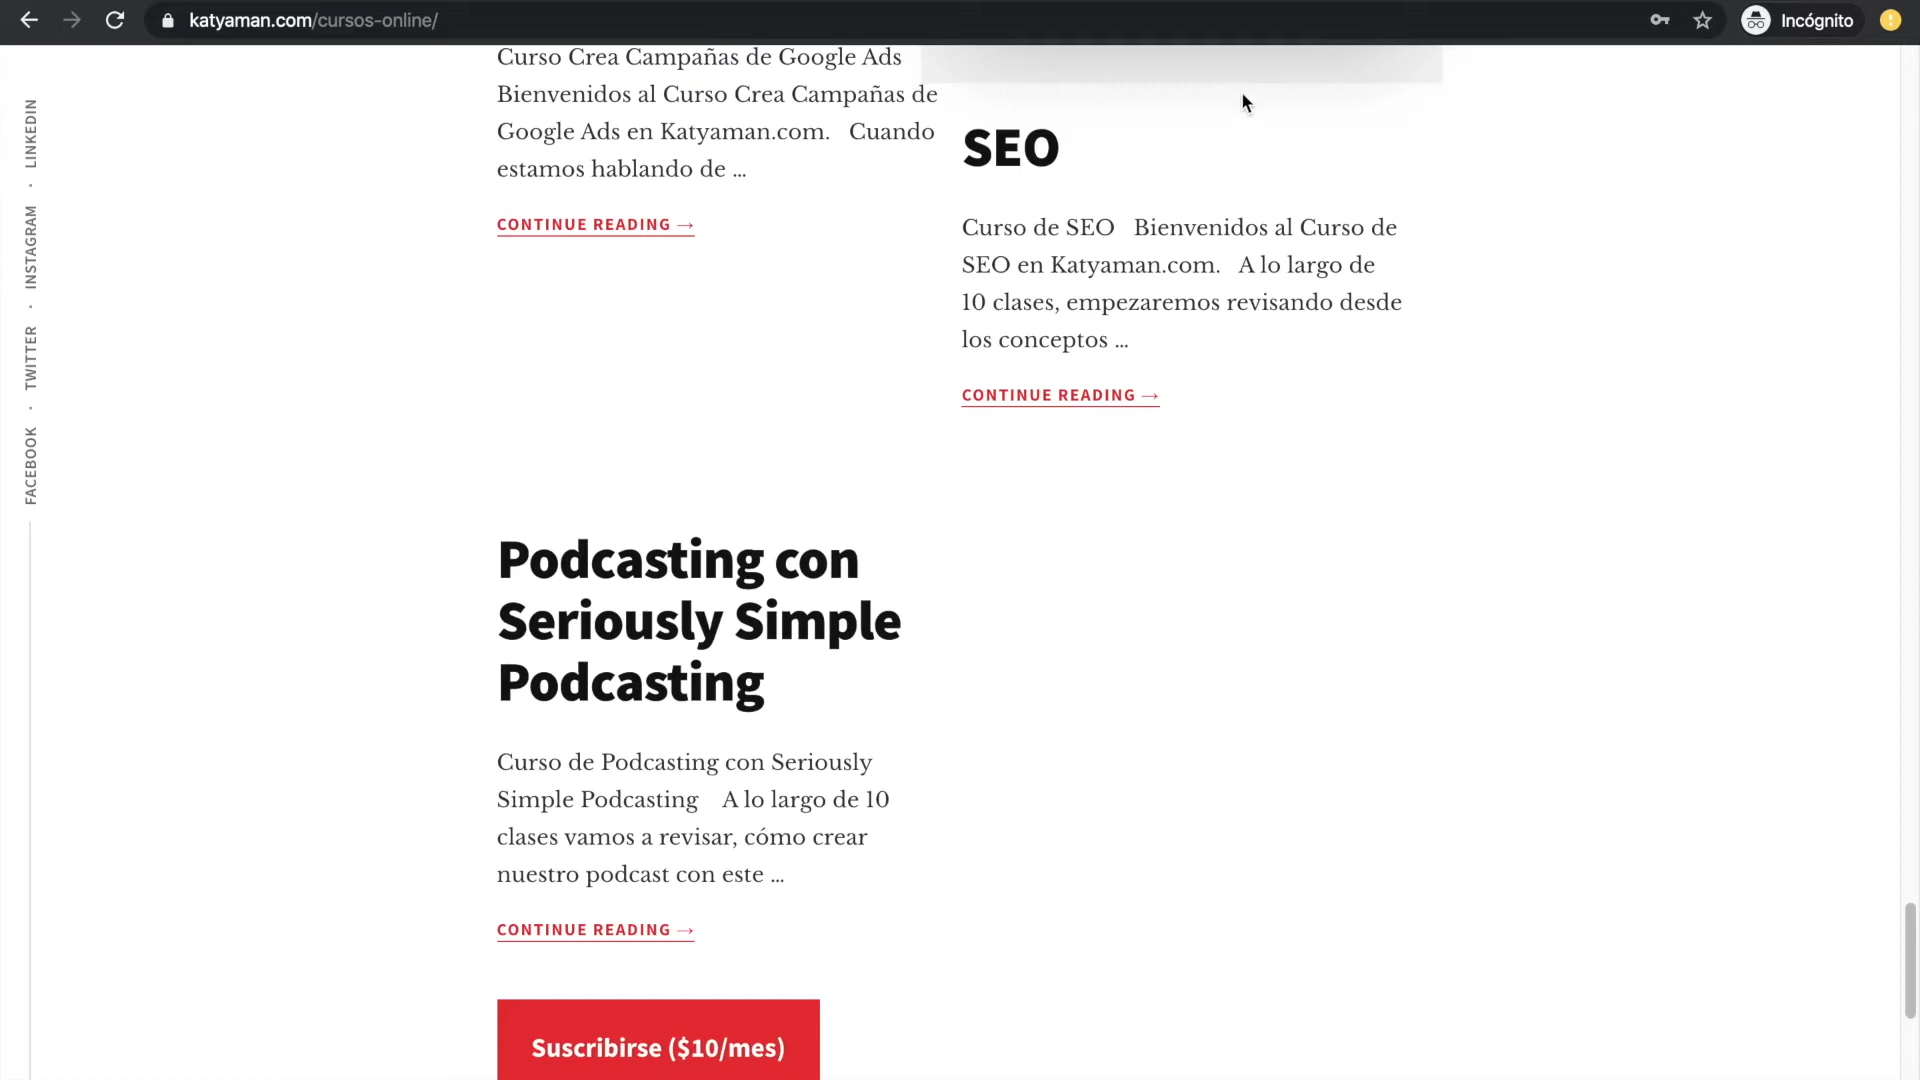 katyaman.com/cursos-online/
Incógnito
LINKEDIN
INSTAGRAM
TWITTER
FACEBOOK
Curso Crea Campañas de Google Ads
Bienvenidos al Curso Crea Campañas de
Google Ads en Katyaman.com. Cuando
estamos hablando de ...
CONTINUE READING →
SEO
Curso de SEO Bienvenidos al Curso de
SEO en Katyaman.com. A lo largo de
10 clases, empezaremos revisando desde
los conceptos ...
CONTINUE READING →
Podcasting con
Seriously Simple
Podcasting
Curso de Podcasting con Seriously
Simple Podcasting A lo largo de 10
clases vamos a revisar, cómo crear
nuestro podcast con este ...
CONTINUE READING →
Suscribirse ($10/mes)